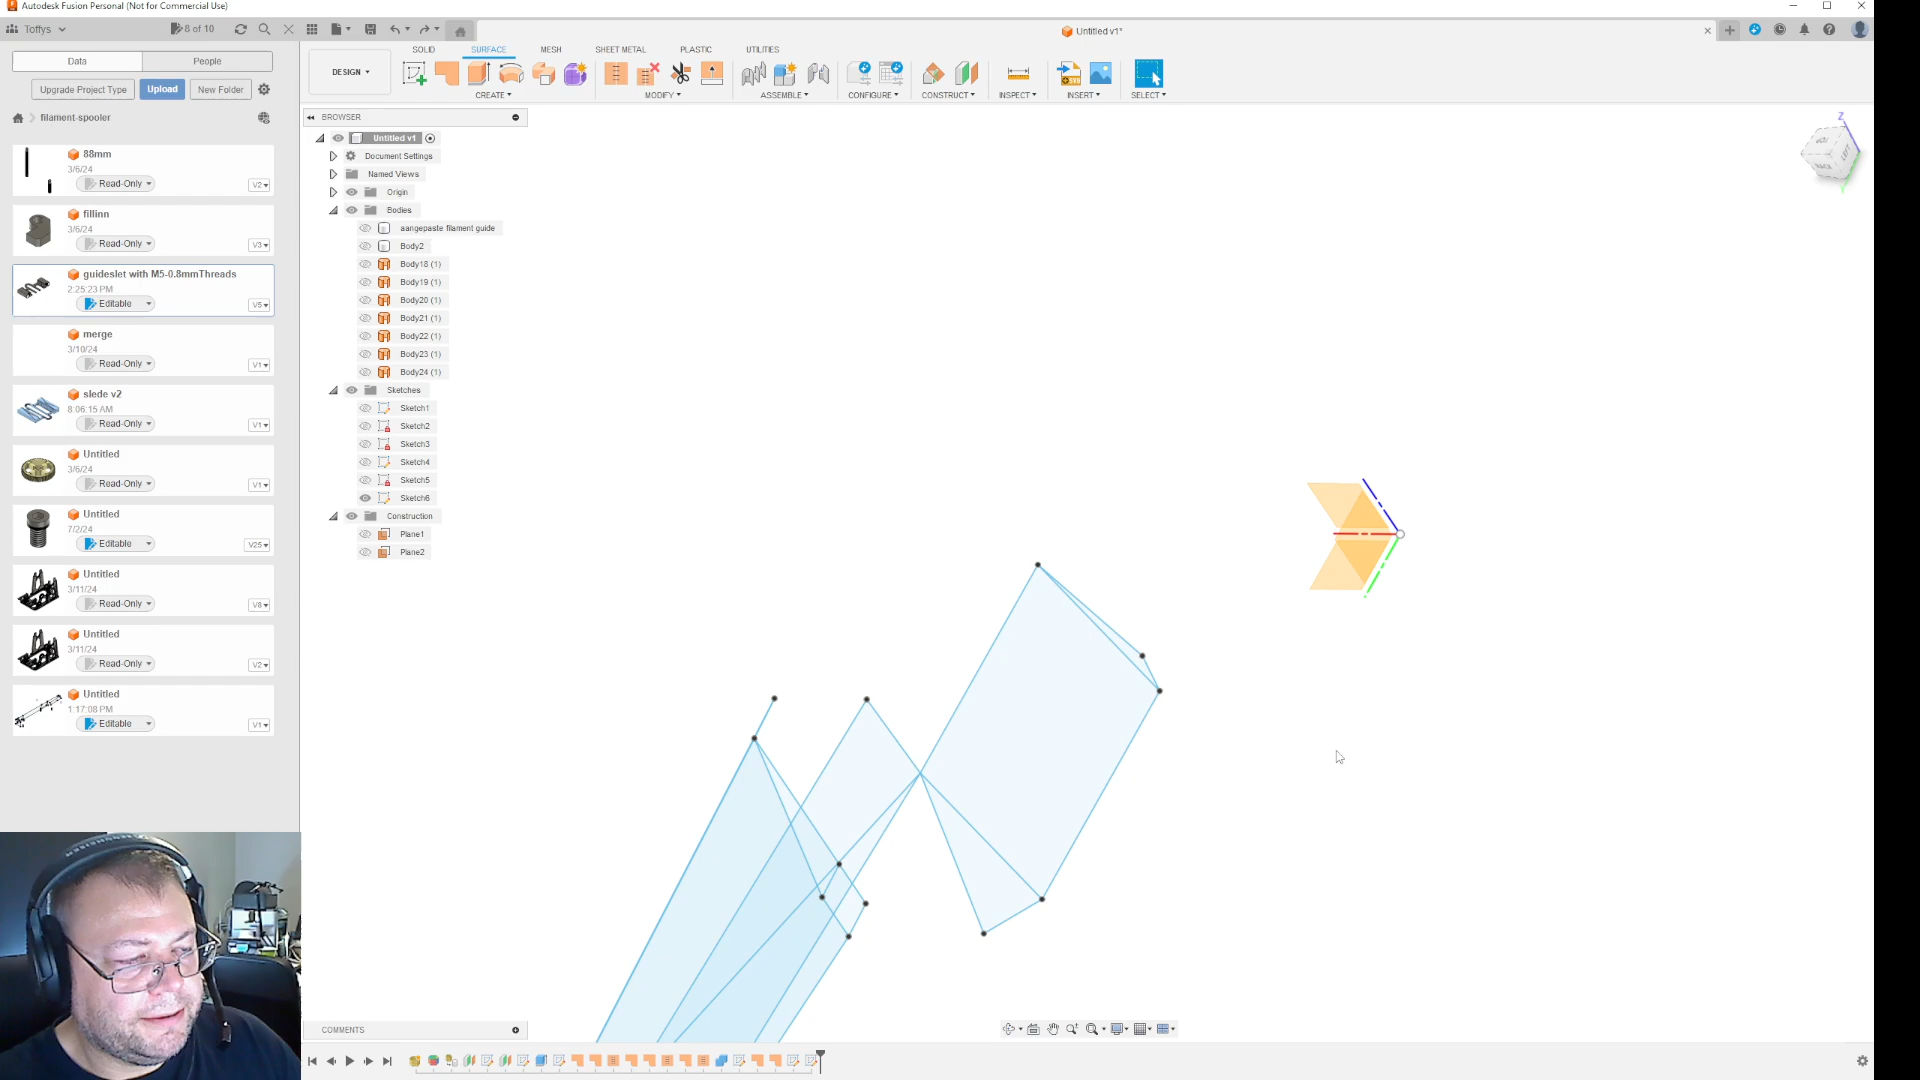 Autodesk Fusion Personal (Not for Commercial Use)
Toffys
8 of 10
Untitled v1*
Data
People
Upgrade Project Type
Upload
New Folder
filament-spooler
88mm
3/6/24
Read-Only
V2
fillinn
3/6/24
Read-Only
V3
guideslet with M5-0.8mmThreads
2:25:23 PM
Editable
V5
merge
3/10/24
Read-Only
V1
slede v2
8:06:15 AM
Read-Only
V1
Untitled
3/6/24
Read-Only
V1
Untitled
7/2/24
Editable
V25
Untitled
3/11/24
Read-Only
V8
Untitled
3/11/24
Read-Only
V2
Untitled
1:17:08 PM
Editable
V1
DESIGN
SOLID
SURFACE
MESH
SHEET METAL
PLASTIC
UTILITIES
CREATE
MODIFY
ASSEMBLE
CONFIGURE
CONSTRUCT
INSPECT
INSERT
SELECT
BROWSER
Untitled v1
Document Settings
Named Views
Origin
Bodies
aangepaste filament guide
Body2
Body18 (1)
Body19 (1)
Body20 (1)
Body21 (1)
Body22 (1)
Body23 (1)
Body24 (1)
Sketches
Sketch1
Sketch2
Sketch3
Sketch4
Sketch5
Sketch6
Construction
Plane1
Plane2
Z
LEFT
BACK
Y
COMMENTS